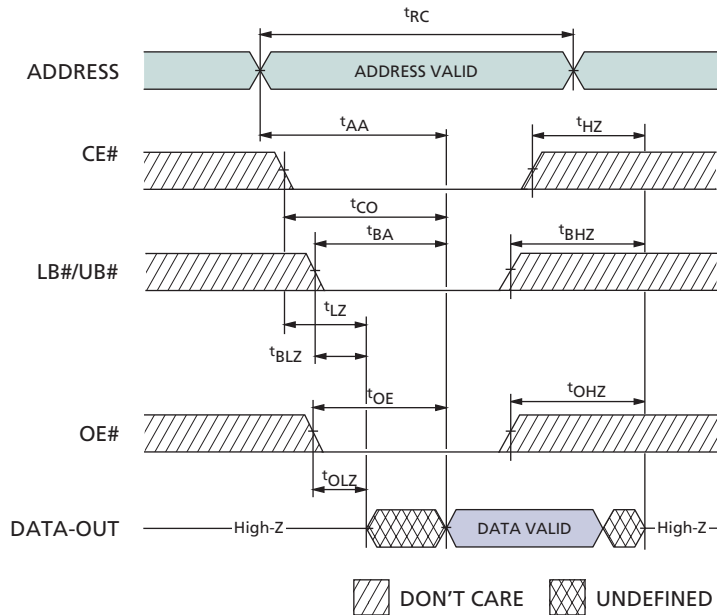 tRC
ADDRESS
ADDRESS VALID
tAA
tHZ
CE#
tCO
tBA
tBHZ
LB#/UB#
tLZ
tBLZ
tOE
tOHZ
OE#
tOLZ
DATA-OUT
High-Z
DATA VALID
High-Z
DON'T CARE
UNDEFINED